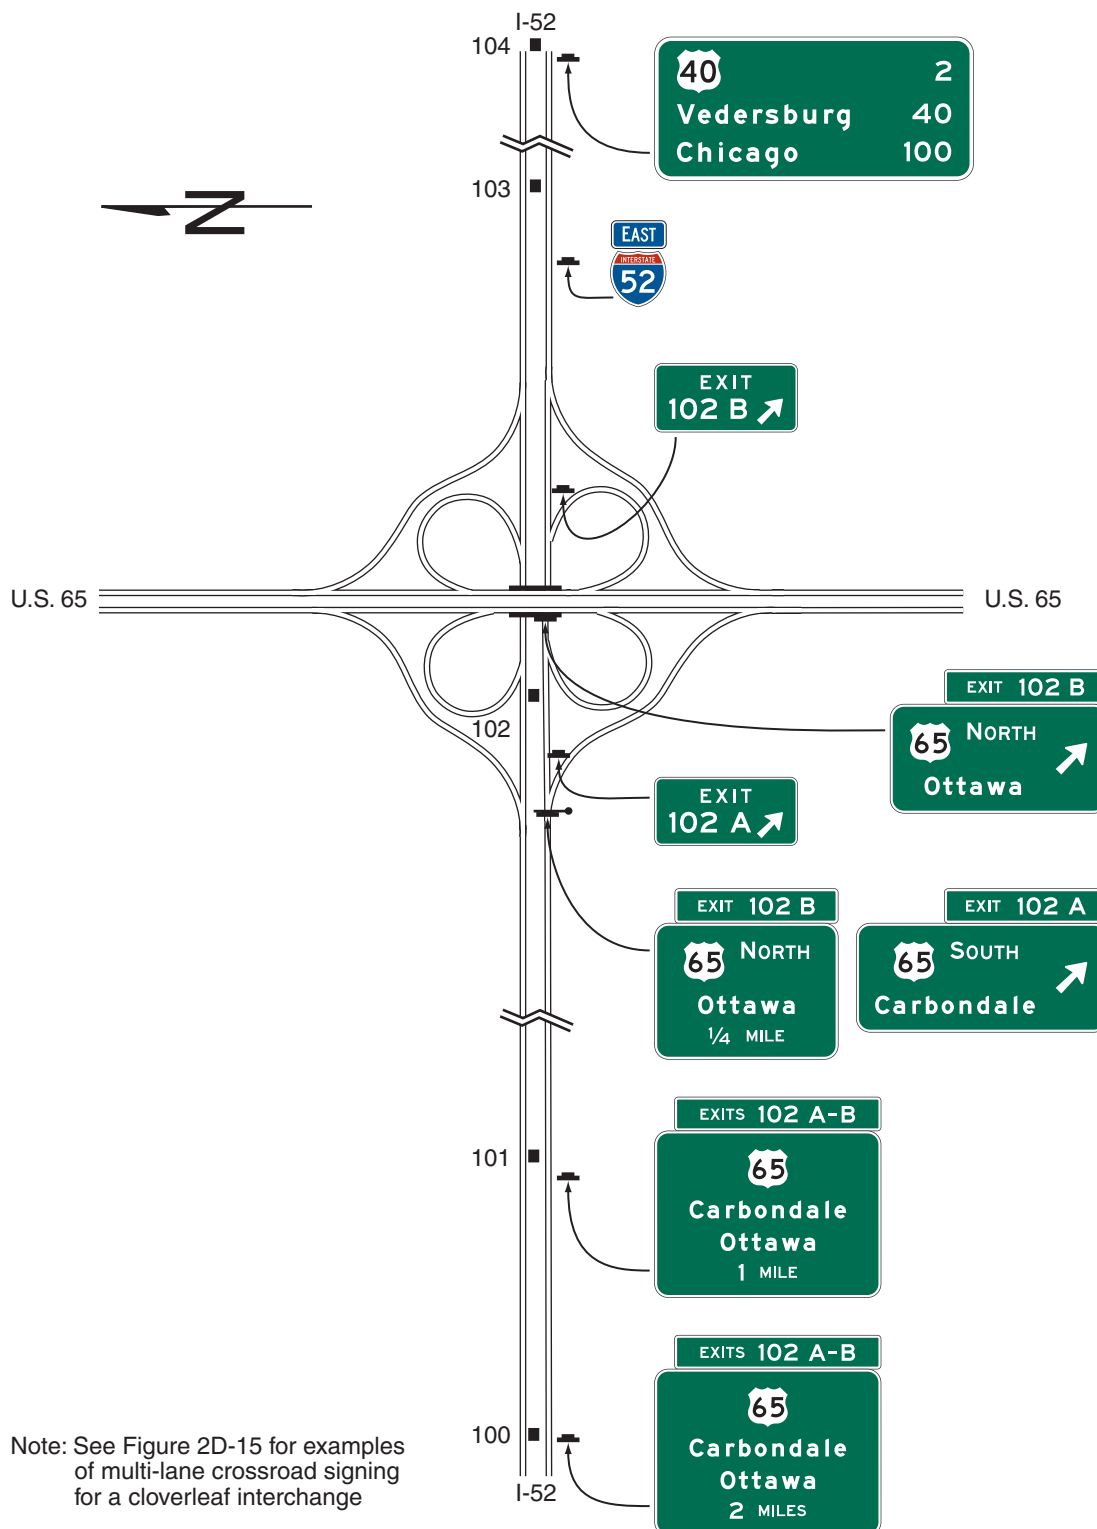 I-52
104
40 2
Vedersburg 40
Chicago 100
103
N
EAST
INTERSTATE
52
EXIT
102 B
U.S. 65
U.S. 65
EXIT 102 B
65 NORTH
Ottawa
102
EXIT
102 A
EXIT 102 B
65 NORTH
Ottawa
1/4 MILE
EXIT 102 A
65 SOUTH
Carbondale
EXITS 102 A-B
65
Carbondale
Ottawa
1 MILE
101
EXITS 102 A-B
65
Carbondale
Ottawa
2 MILES
100
Note: See Figure 2D-15 for examples
of multi-lane crossroad signing
for a cloverleaf interchange
I-52